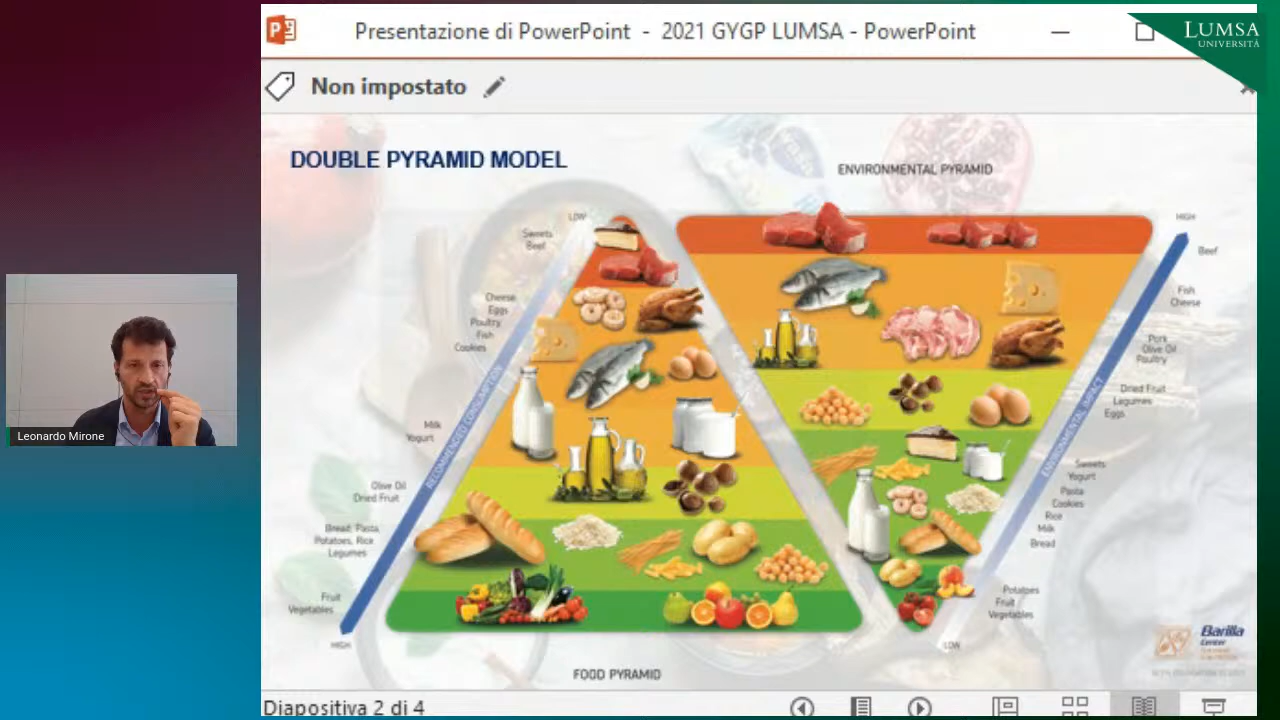 Presentazione di PowerPoint - 2021 GYGP LUMSA - PowerPoint
LUMSA
UNIVERSITÀ
Non impostato
DOUBLE PYRAMID MODEL
ENVIRONMENTAL PYRAMID
LOW
Sweets
Beef
Cheese
Eggs
Poultry
Fish
Cookies
Milk
Yogurt
Olive Oil
Dried Fruit
Bread, Pasta,
Potatoes, Rice
Legumes
Fruit
Vegetables
HIGH
RECOMMENDED CONSUMPTION
HIGH
Beef
Fish
Cheese
Pork
Olive Oil
Poultry
Dried Fruit
Legumes
Eggs
Sweets
Yogurt
Pasta
Cookies
Rice
Milk
Bread
Potatoes
Fruit
Vegetables
LOW
ENVIRONMENTAL IMPACT
FOOD PYRAMID
Barilla
Center
Leonardo Mirone
Diapositiva 2 di 4